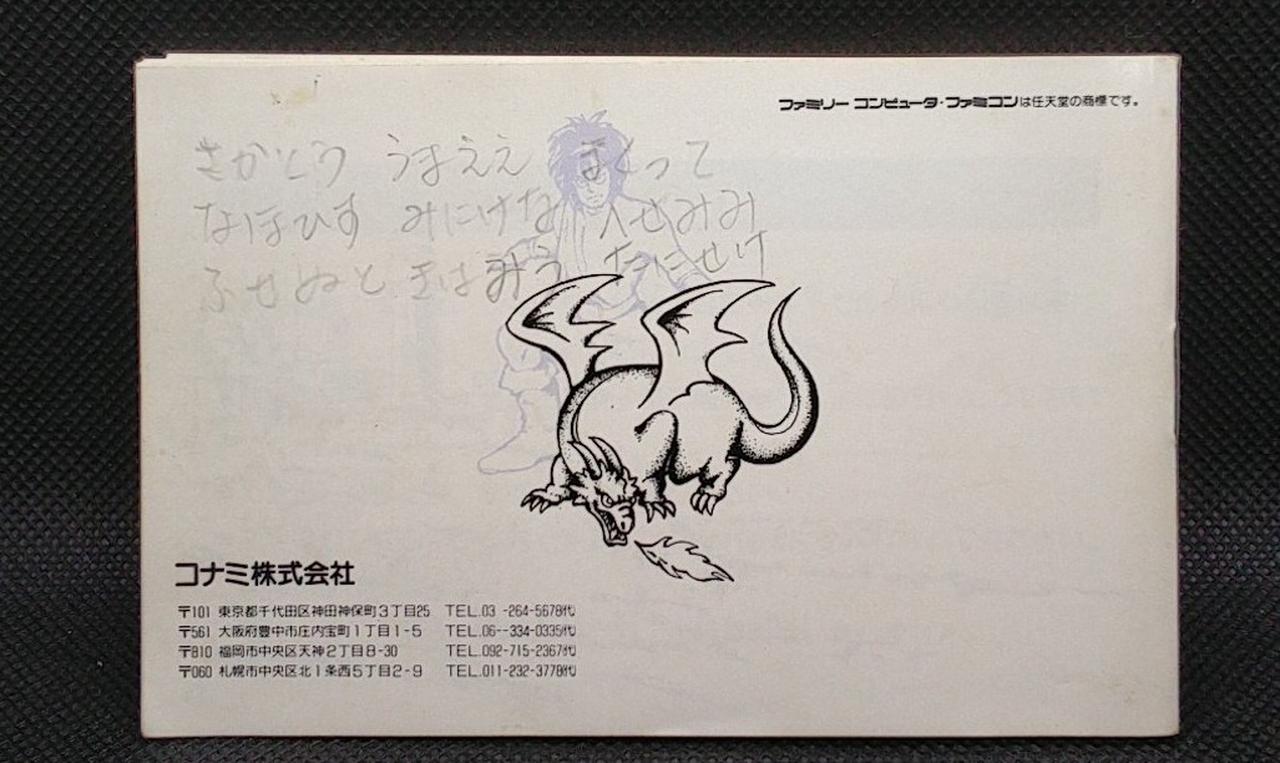 ファミリー コンピュータ・ファミコンは任天堂の商標です。
さかとう うまええ まくって
なほひす みにけな へせみみ
ふせぬと きはみう たにせけ
コナミ株式会社
〒101 東京都千代田区神田神保町3丁目25 TEL.03 -264-5678代
〒561 大阪府豊中市庄内宝町1丁目1-5 TEL.06--334-0335代
〒810 福岡市中央区天神2丁目8-30 TEL.092-715-2367代
〒060 札幌市中央区北1条西5丁目2-9 TEL.011-232-3778代